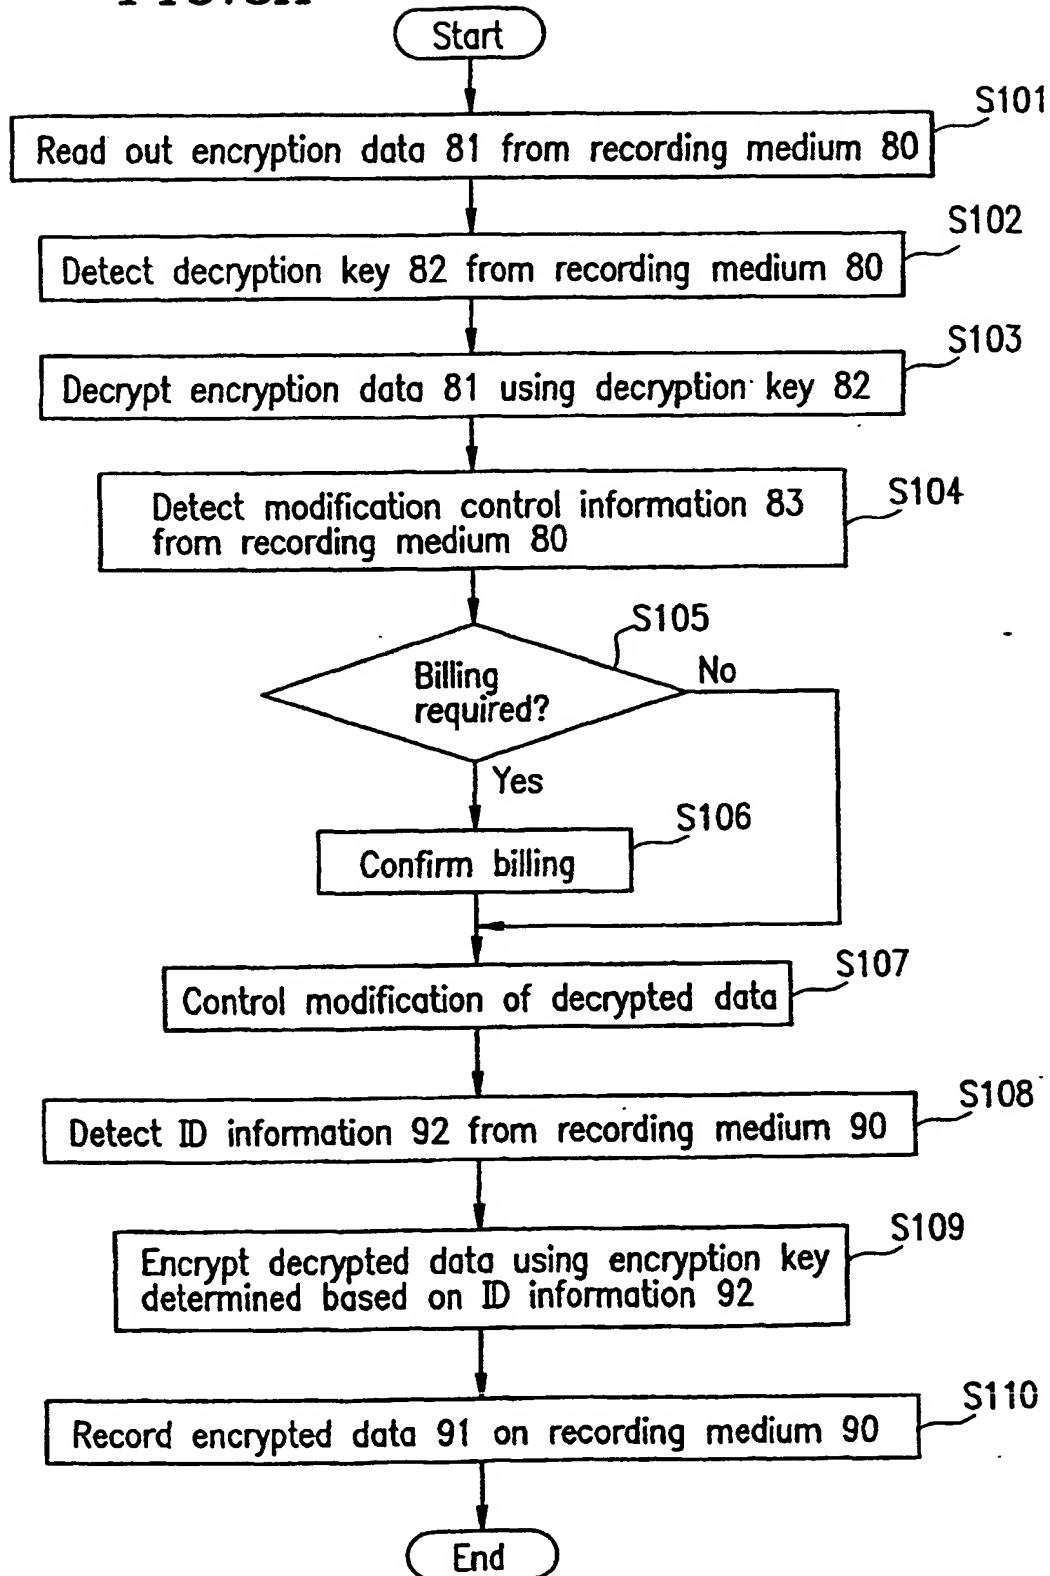 Start
S101
Read out encryption data 81 from recording medium 80
S102
Detect decryption key 82 from recording medium 80
S103
Decrypt encryption data 81 using decryption key 82
S104
Detect modification control information 83
from recording medium 80
S105
Billing
required?
No
Yes
S106
Confirm billing
S107
Control modification of decrypted data
S108
Detect ID information 92 from recording medium 90
S109
Encrypt decrypted data using encryption key
determined based on ID information 92
S110
Record encrypted data 91 on recording medium 90
End